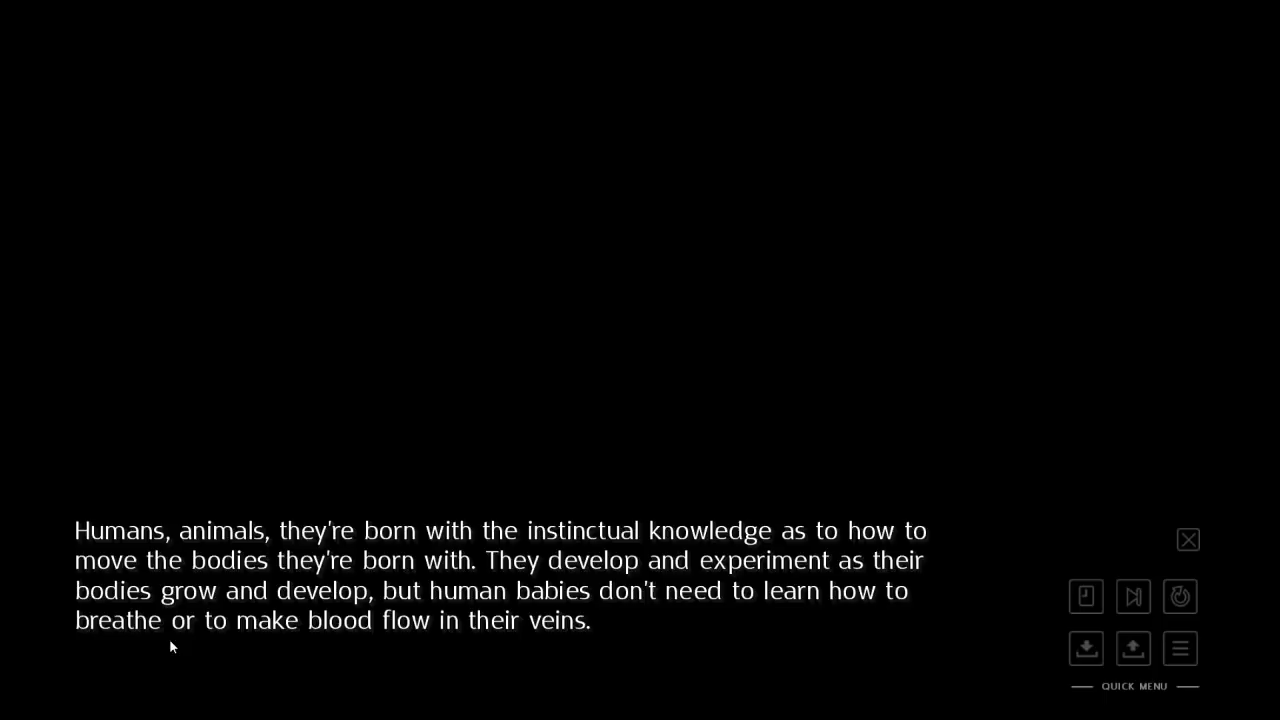 Humans, animals, they're born with the instinctual knowledge as to how to
move the bodies they're born with. They develop and experiment as their
bodies grow and develop, but human babies don't need to learn how to
breathe or to make blood flow in their veins.
QUICK MENU